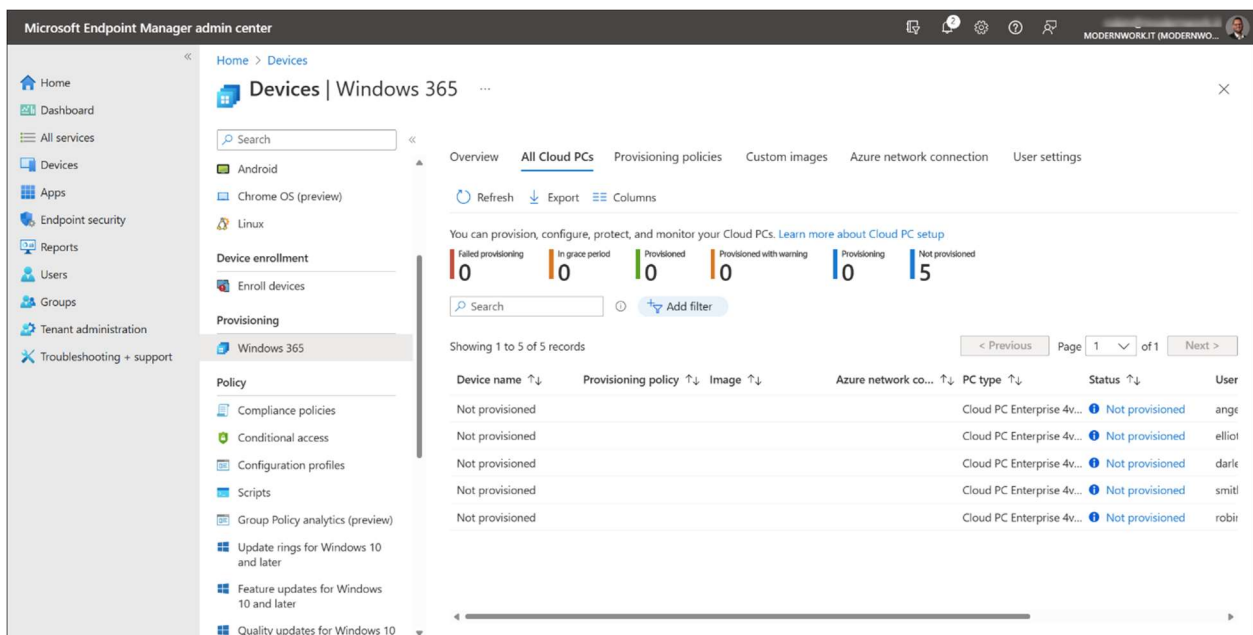 Microsoft Endpoint Manager admin center
2
MODERNWORK.IT (MODERNWO...
Home
Dashboard
All services
Devices
Apps
Endpoint security
Reports
Users
Groups
Tenant administration
Troubleshooting + support
Home > Devices
Devices | Windows 365 ...
Search
Android
Chrome OS (preview)
Linux
Device enrollment
Enroll devices
Provisioning
Windows 365
Policy
Compliance policies
Conditional access
Configuration profiles
Scripts
Group Policy analytics (preview)
Update rings for Windows 10
and later
Feature updates for Windows
10 and later
Quality updates for Windows 10
Overview All Cloud PCs Provisioning policies Custom images Azure network connection User settings
Refresh Export Columns
You can provision, configure, protect, and monitor your Cloud PCs. Learn more about Cloud PC setup
Failed provisioning In grace period Provisioned Provisioned with warning Provisioning Not provisioned
0 0 0 0 0 5
Search Add filter
Showing 1 to 5 of 5 records < Previous Page 1 of 1 Next >
Device name ↑↓ Provisioning policy ↑↓ Image ↑↓ Azure network co... ↑↓ PC type ↑↓ Status ↑↓ User
Not provisioned Cloud PC Enterprise 4v... Not provisioned ange
Not provisioned Cloud PC Enterprise 4v... Not provisioned elliot
Not provisioned Cloud PC Enterprise 4v... Not provisioned darle
Not provisioned Cloud PC Enterprise 4v... Not provisioned smit
Not provisioned Cloud PC Enterprise 4v... Not provisioned robi